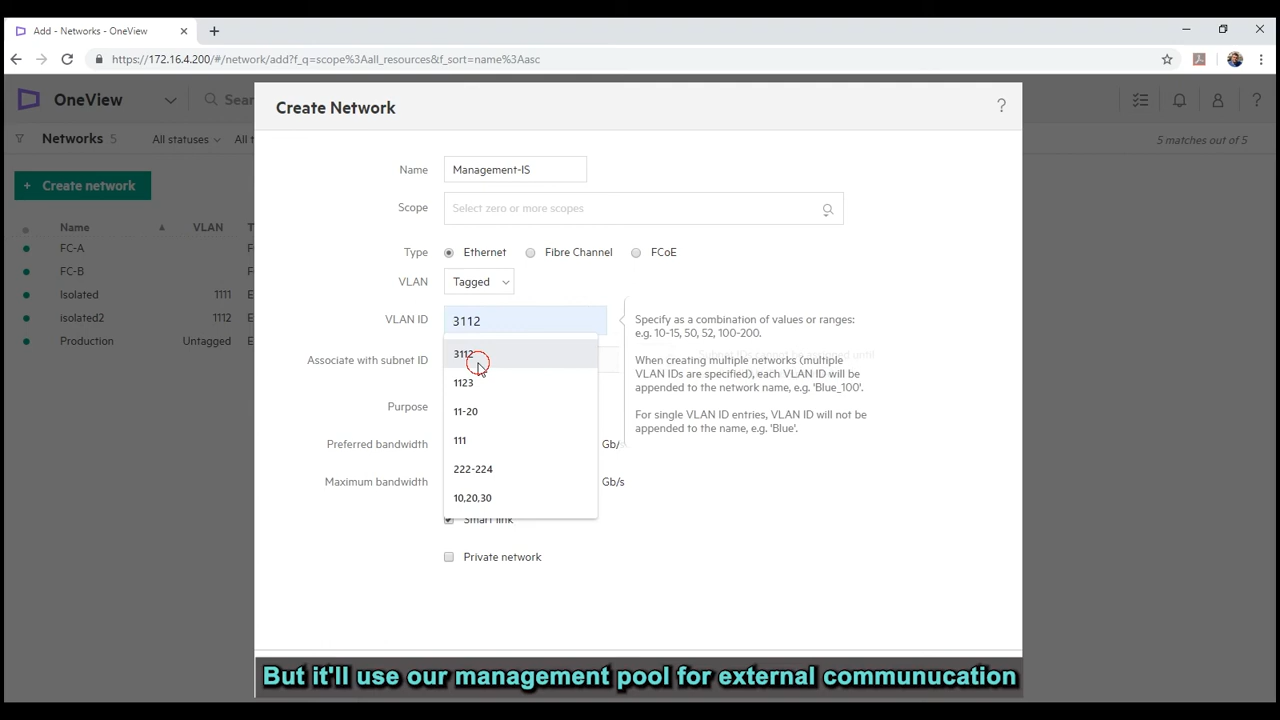 Add - Networks - OneView
https://172.16.4.200/#/network/add?f_q=scope%3Aall_resources&f_sort=name%3Aasc
OneView
Sear
Networks 5
All statuses
All t
5 matches out of 5
+ Create network
Name
VLAN
T
FC-A
F
FC-B
F
Isolated
1111
E
isolated2
1112
E
Production
Untagged
E
Create Network
?
?
Name
Management-IS
Scope
Select zero or more scopes
Type
Ethernet
Fibre Channel
FCoE
VLAN
Tagged
VLAN ID
3112
3112
1123
11-20
111
222-224
10,20,30
Specify as a combination of values or ranges:
e.g. 10-15, 50, 52, 100-200.
When creating multiple networks (multiple
VLAN IDs are specified), each VLAN ID will be
appended to the network name, e.g. 'Blue_100'.
For single VLAN ID entries, VLAN ID will not be
appended to the name, e.g. 'Blue'.
Associate with subnet ID
Purpose
Preferred bandwidth
Gb/s
Maximum bandwidth
Gb/s
Smart link
Private network
But it'll use our management pool for external communucation